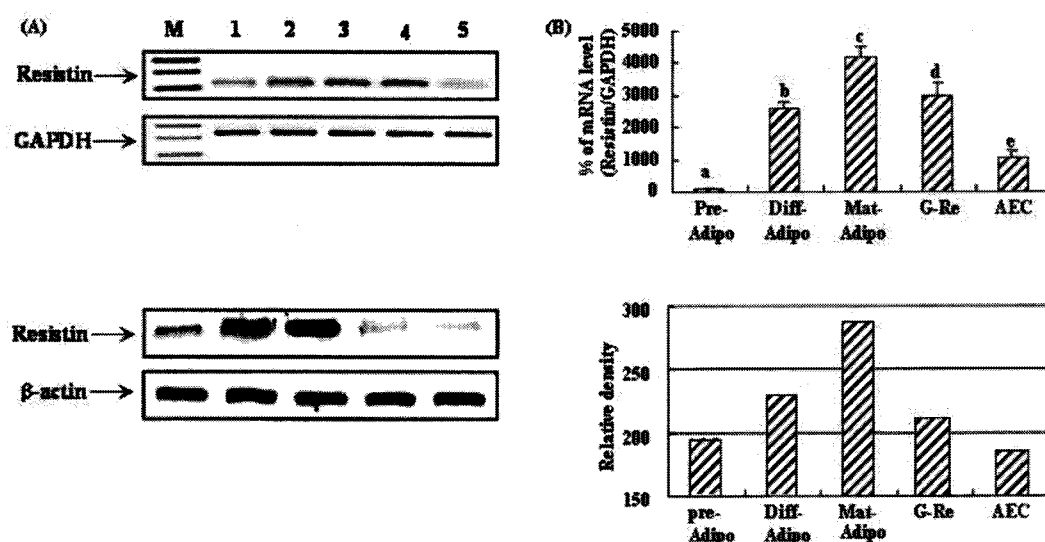 (A)
M 1 2 3 4 5
Resistin
GAPDH
Resistin
β-actin
(B)
% of mRNA level
(Resistin/GAPDH)
5000
4000
3000
2000
1000
0
a
b
c
d
e
Pre-Adipo
Diff-Adipo
Mat-Adipo
G-Re
AEC
Relative density
300
250
200
150
pre-Adipo
Diff-Adipo
Mat-Adipo
G-Re
AEC